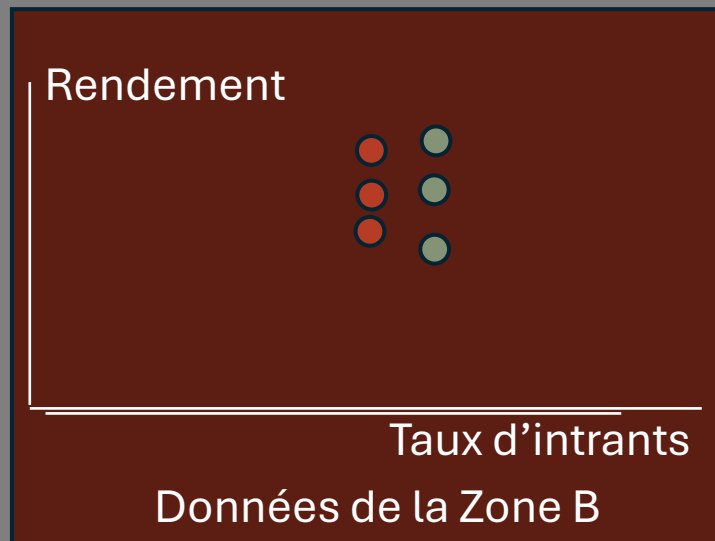 Rendement
Taux d’intrants
Données de la Zone B